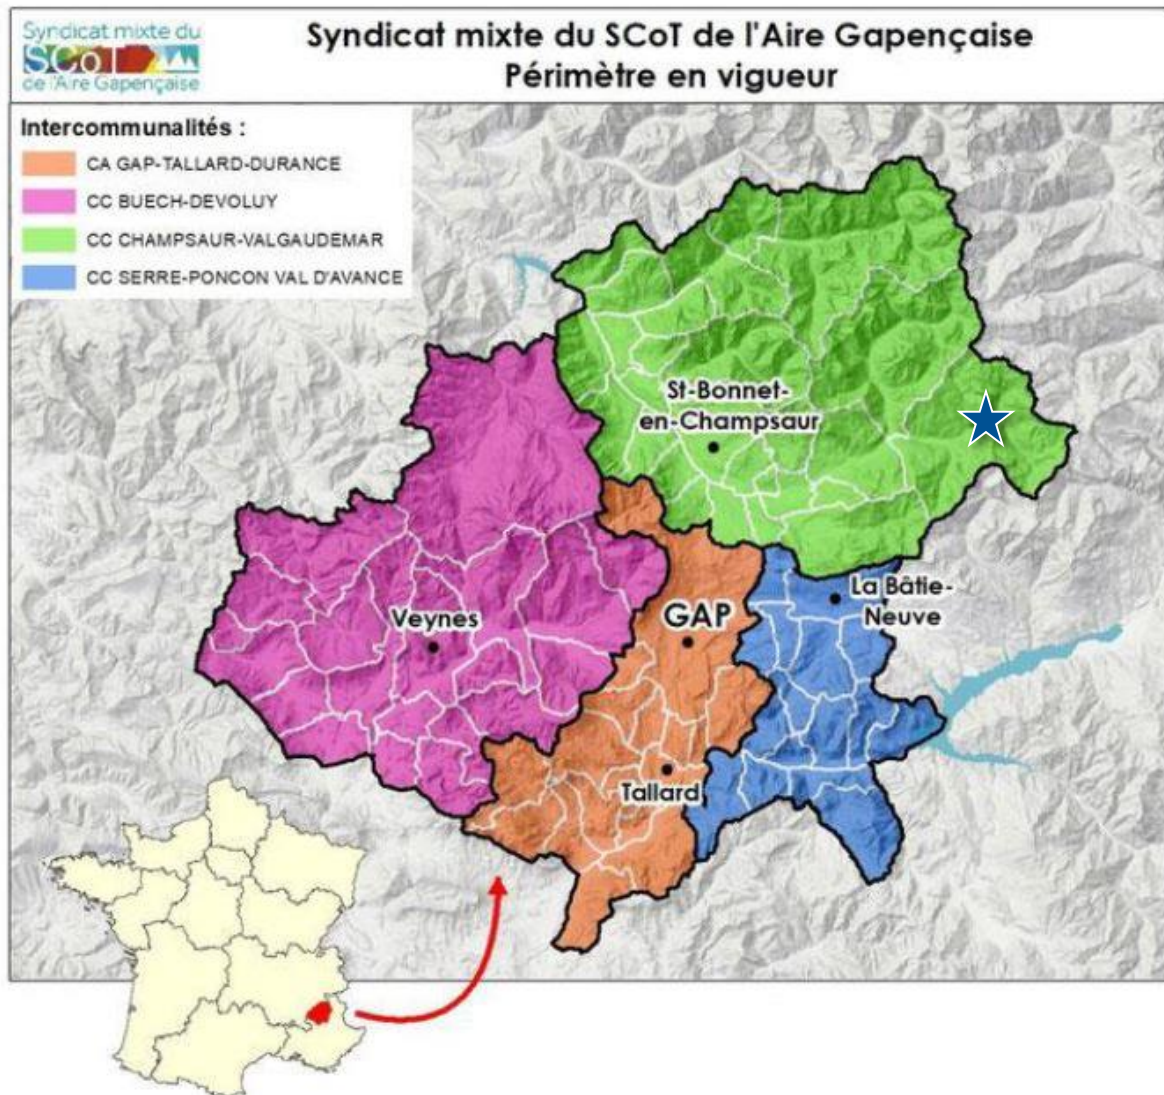 Syndicat mixte du
SCoT
de l'Aire Gapençaise
Syndicat mixte du SCoT de l'Aire Gapençaise
Périmètre en vigueur
Intercommunalités :
CA GAP-TALLARD-DURANCE
CC BUECH-DEVOLUY
CC CHAMPSAUR-VALGAUDEMAR
CC SERRE-PONCON VAL D'AVANCE
St-Bonnet-
en-Champsaur
La Bâtie-
Neuve
Veynes
GAP
Tallard